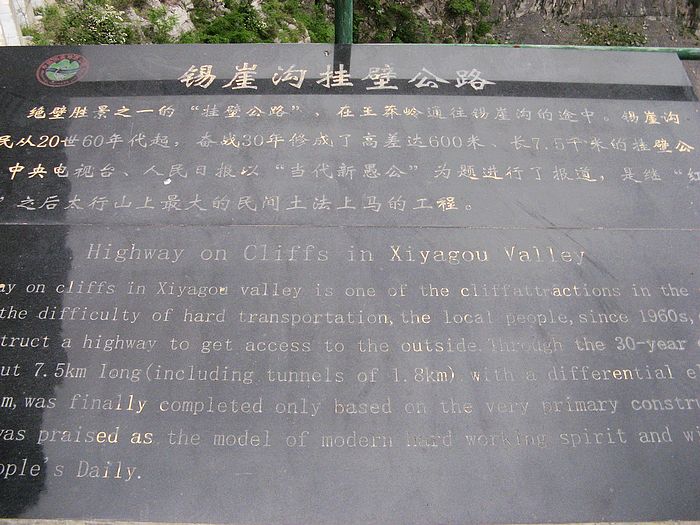 锡崖沟挂壁公路
绝壁胜景之一的“挂壁公路”，在王莽岭通往锡崖沟的途中。锡崖沟
民从20世60年代起，奋战30年修成了高差达600米、长7.5千米的挂壁公
中央电视台、人民日报以“当代新愚公”为题进行了报道，是继“红
”之后太行山上最大的民间土法上马的工程。
Highway on Cliffs in Xiyagou Valley
ay on cliffs in Xiyagou valley is one of the cliffattractions in the
the difficulty of hard transportation, the local people, since 1960s,
truct a highway to get access to the outside. Through the 30-year
ut 7.5km long(including tunnels of 1.8km) with a differential el
m, was finally completed only based on the very primary constru
was praised as the model of modern hard working spirit and wi
ople's Daily.